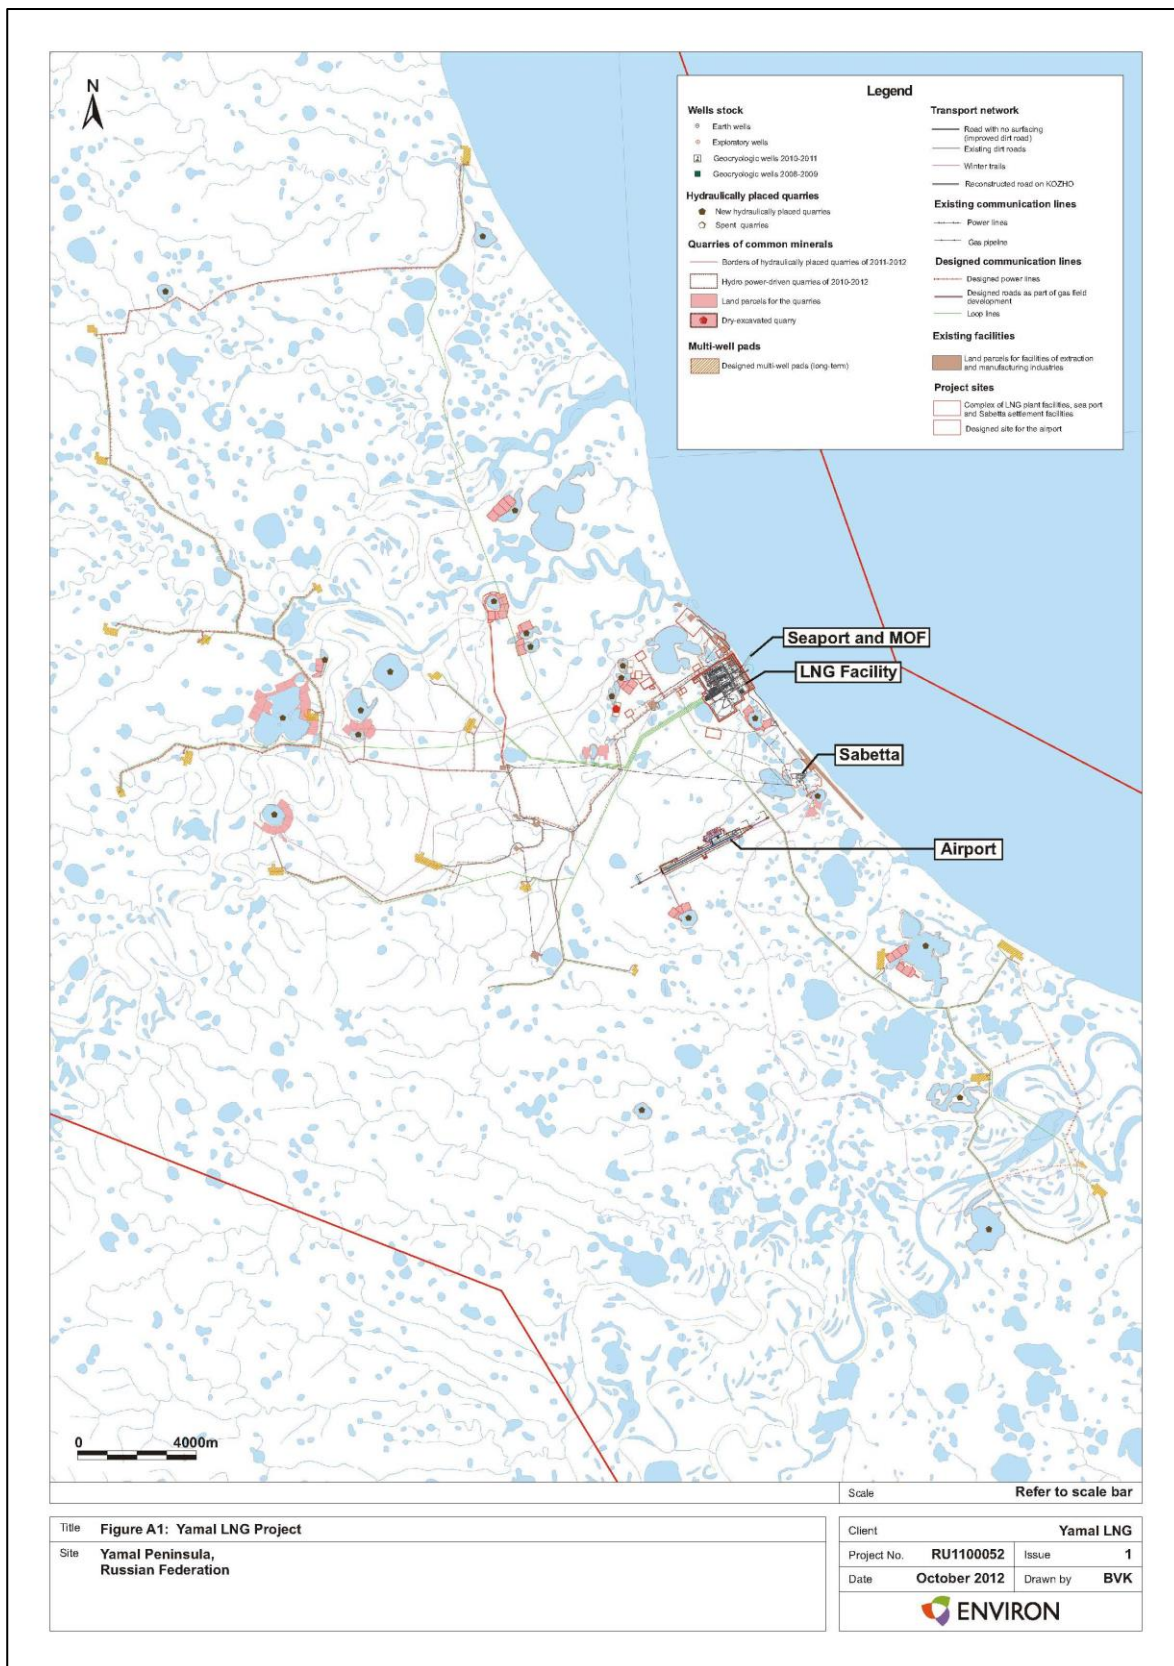 N
Legend
Wells stock
Earth wells
Exploratory wells
Geocryologic wells 2010-2011
Geocryologic wells 2008-2009
Hydraulically placed quarries
New hydraulically placed quarries
Spent quarries
Quarries of common minerals
Borders of hydraulically placed quarries of 2011-2012
Hydro power-driven quarries of 2010-2012
Land parcels for the quarries
Dry-excavated quarry
Multi-well pads
Designed multi-well pads (long-term)
Transport network
Road with no surfacing
(improved dirt road)
Existing dirt roads
Winter trails
Reconstructed road on KOZHO
Existing communication lines
Power lines
Gas pipeline
Designed communication lines
Designed power lines
Designed roads as part of gas field
development
Loop lines
Existing facilities
Land parcels for facilities of extraction
and manufacturing industries
Project sites
Complex of LNG plant facilities, sea port
and Sabetta settlement facilities
Designed site for the airport
Seaport and MOF
LNG Facility
Sabetta
Airport
0 4000m
Scale Refer to scale bar
Title Figure A1: Yamal LNG Project
Site Yamal Peninsula,
Russian Federation
Client Yamal LNG
Project No. RU1100052 Issue 1
Date October 2012 Drawn by BVK
ENVIRON